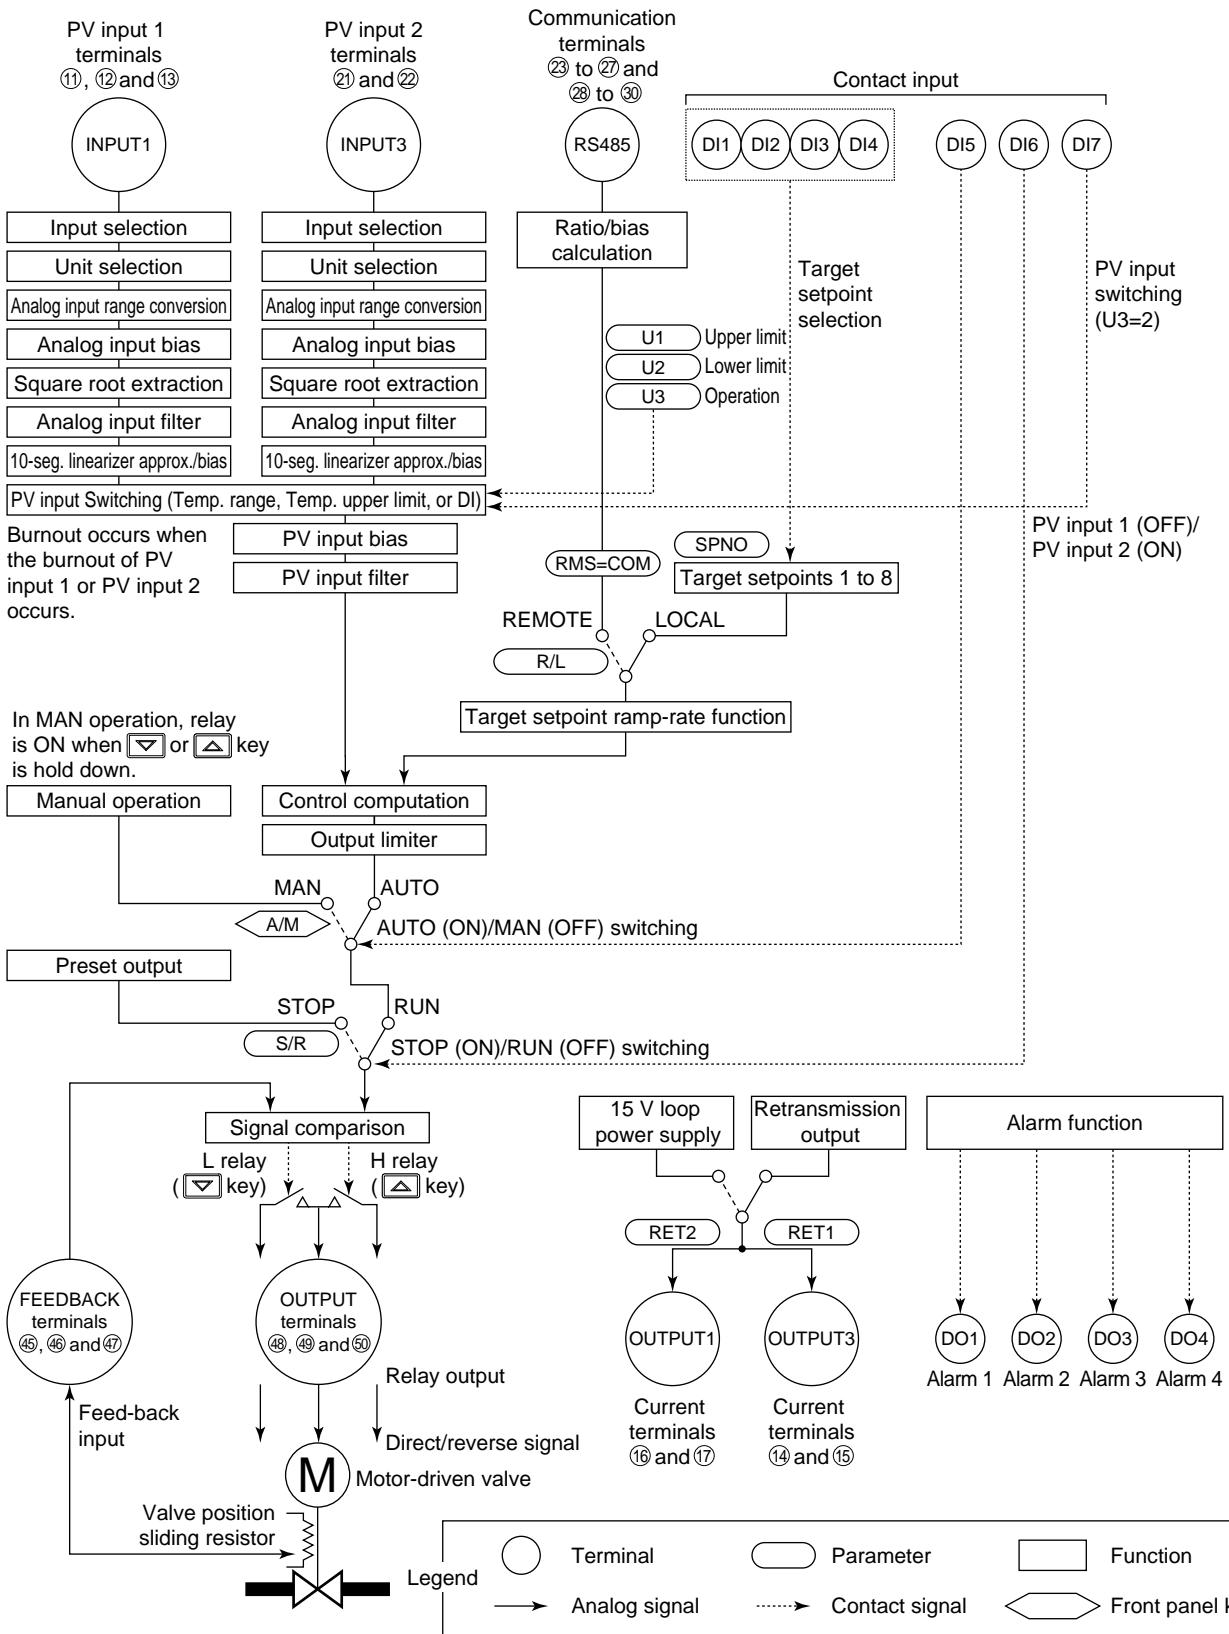 PV input 1
terminals
⑪, ⑫ and ⑬
PV input 2
terminals
㉑ and ㉒
Communication
terminals
㉓ to ㉗ and
㉘ to ㉚
Contact input
INPUT1
INPUT3
RS485
DI1
DI2
DI3
DI4
DI5
DI6
DI7
Input selection
Unit selection
Analog input range conversion
Analog input bias
Square root extraction
Analog input filter
10-seg. linearizer approx./bias
Input selection
Unit selection
Analog input range conversion
Analog input bias
Square root extraction
Analog input filter
10-seg. linearizer approx./bias
Ratio/bias
calculation
Target
setpoint
selection
PV input
switching
(U3=2)
U1 Upper limit
U2 Lower limit
U3 Operation
PV input Switching (Temp. range, Temp. upper limit, or DI)
Burnout occurs when
the burnout of PV
input 1 or PV input 2
occurs.
PV input bias
PV input filter
RMS=COM
SPNO
Target setpoints 1 to 8
PV input 1 (OFF)/
PV input 2 (ON)
REMOTE
LOCAL
R/L
Target setpoint ramp-rate function
In MAN operation, relay
is ON when ▽ or △ key
is hold down.
Manual operation
Control computation
Output limiter
MAN
AUTO
A/M
AUTO (ON)/MAN (OFF) switching
Preset output
STOP
RUN
S/R
STOP (ON)/RUN (OFF) switching
Signal comparison
L relay
( ▽ key)
H relay
( △ key)
15 V loop
power supply
Retransmission
output
Alarm function
RET2
RET1
FEEDBACK
terminals
㊺, ㊻ and ㊼
OUTPUT
terminals
㊽, ㊾ and ㊿
OUTPUT1
OUTPUT3
DO1
DO2
DO3
DO4
Alarm 1
Alarm 2
Alarm 3
Alarm 4
Relay output
Current
terminals
⑯ and ⑰
Current
terminals
⑭ and ⑮
Feed-back
input
Direct/reverse signal
M
Motor-driven valve
Valve position
sliding resistor
Legend
Terminal
Parameter
Function
Analog signal
Contact signal
Front panel